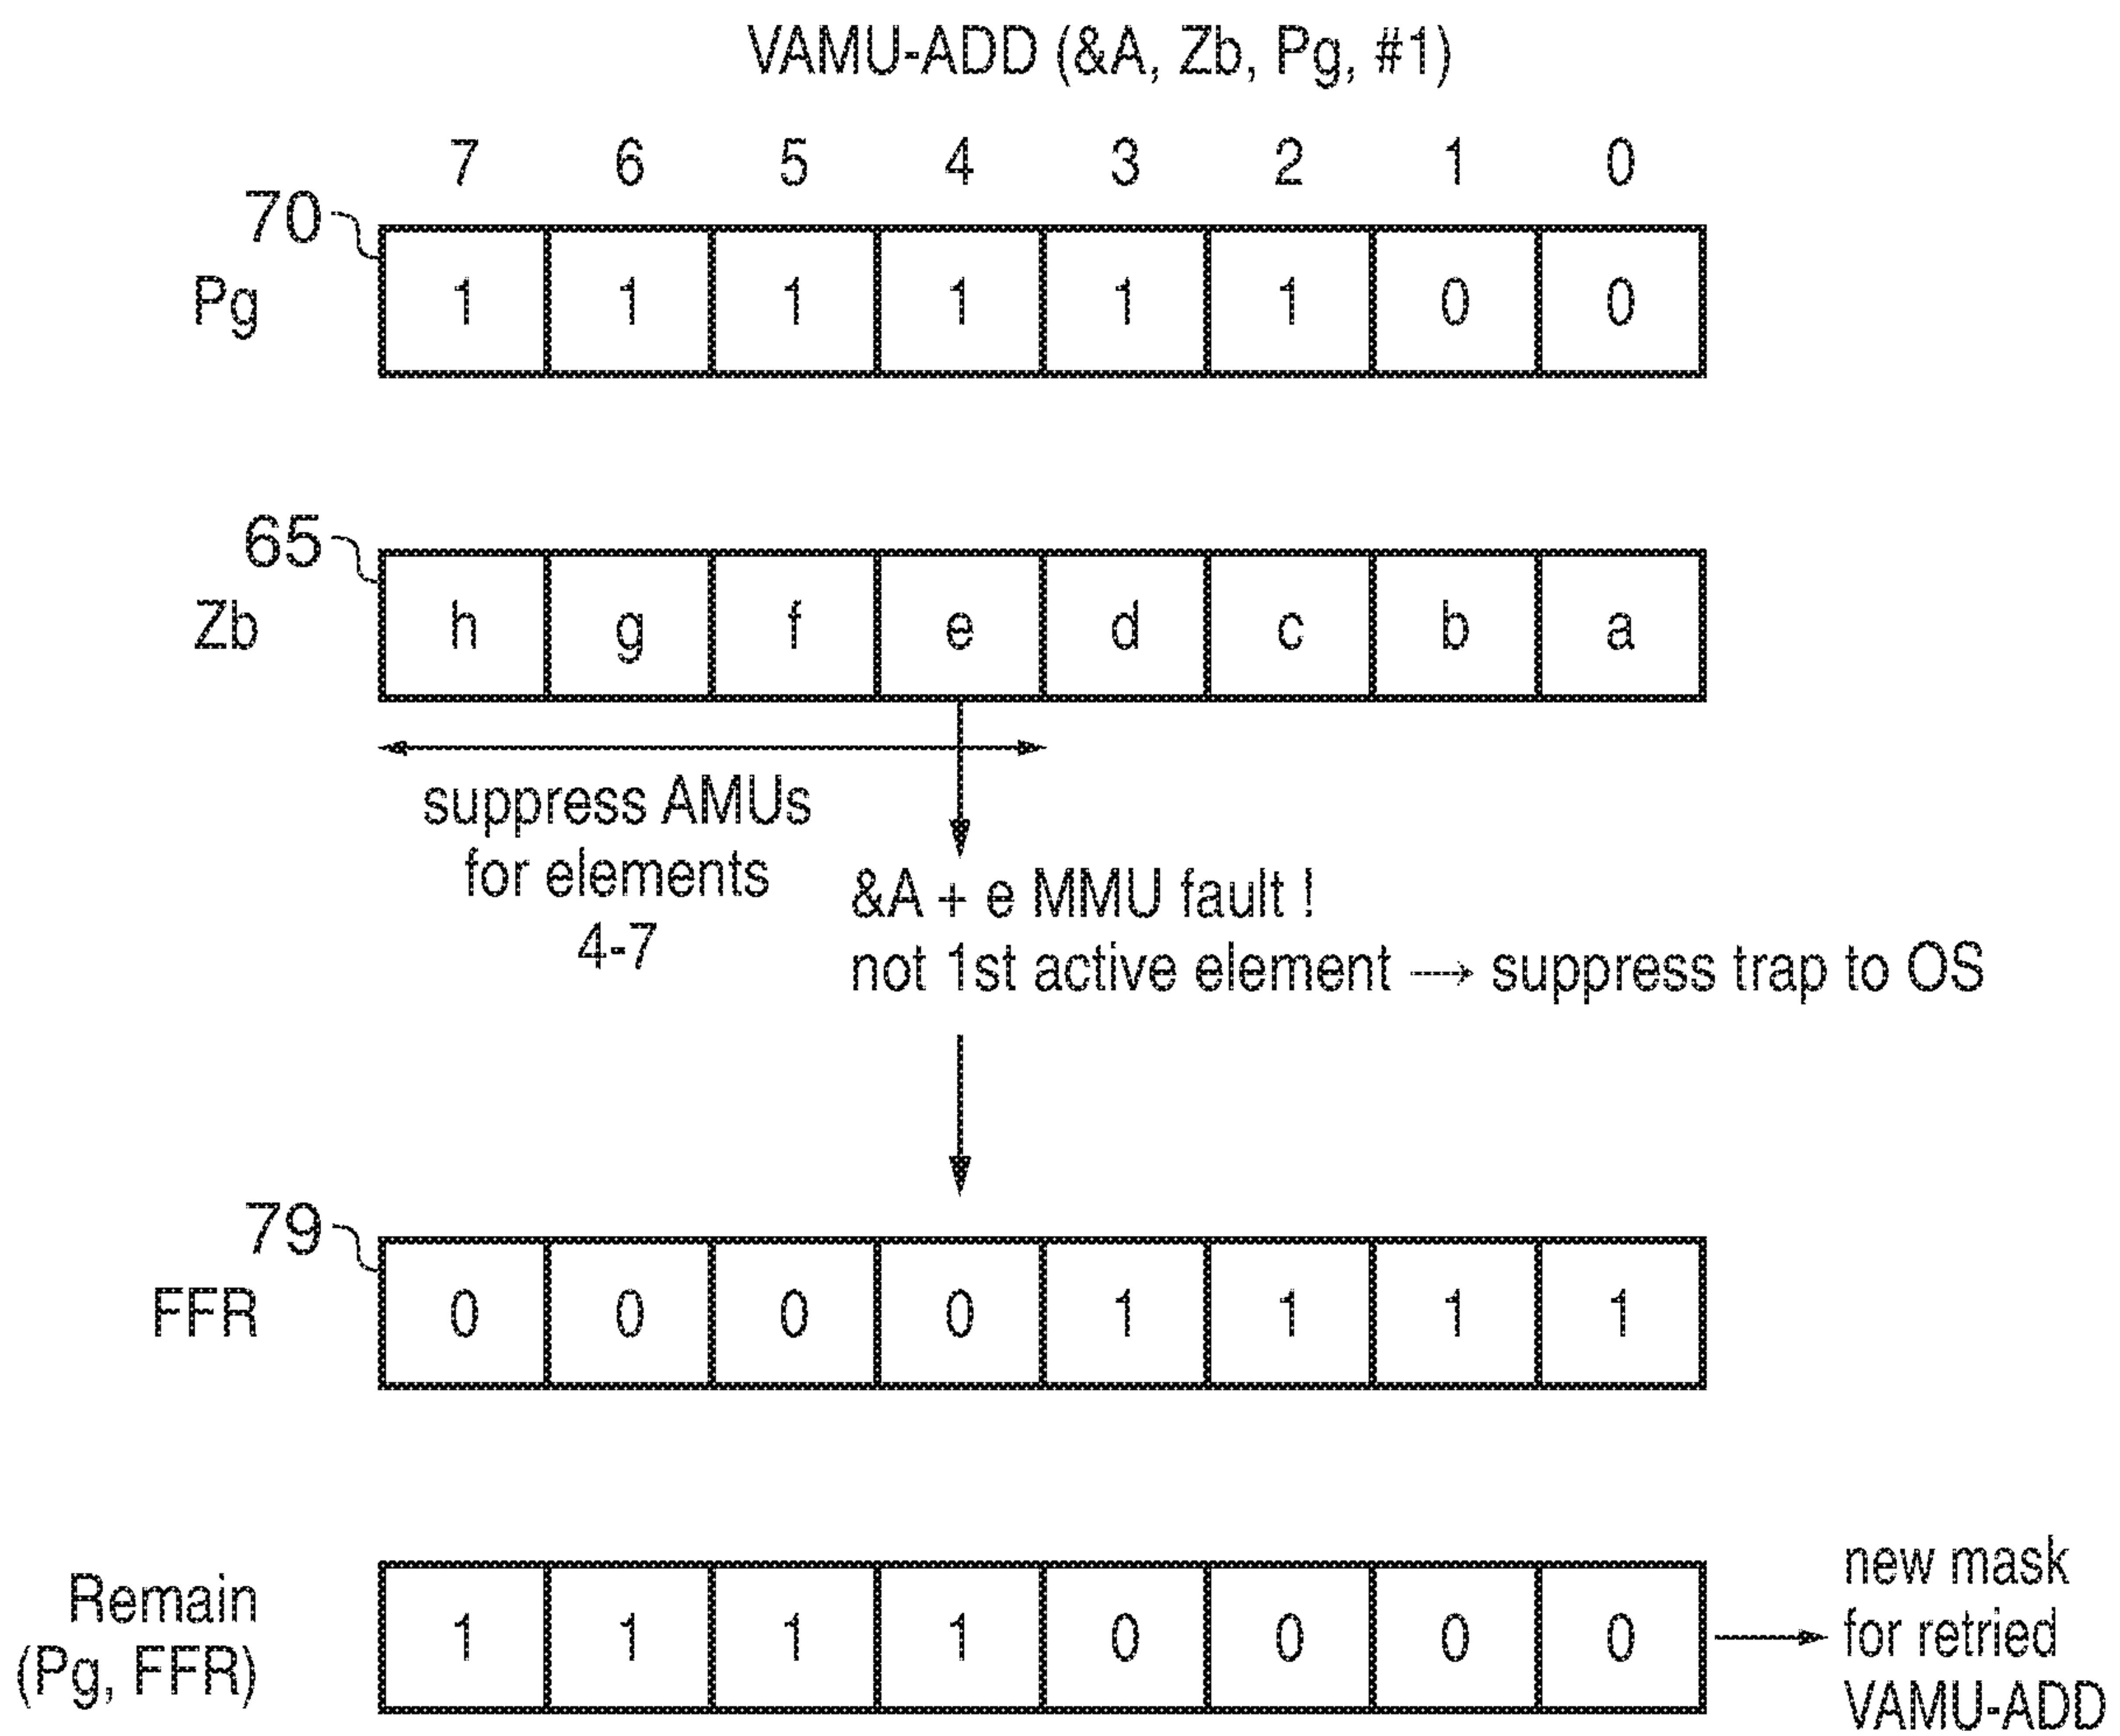 VAMU-ADD (&A, Zb, Pg, #1)
7 6 5 4 3 2 1 0
70
Pg 1 1 1 1 1 1 0 0
65
Zb h g f e d c b a
suppress AMUs
for elements
4-7
&A + e MMU fault !
not 1st active element → suppress trap to OS
79
FFR 0 0 0 0 1 1 1 1
Remain
(Pg, FFR)
1 1 1 1 0 0 0 0
new mask
for retried
VAMU-ADD